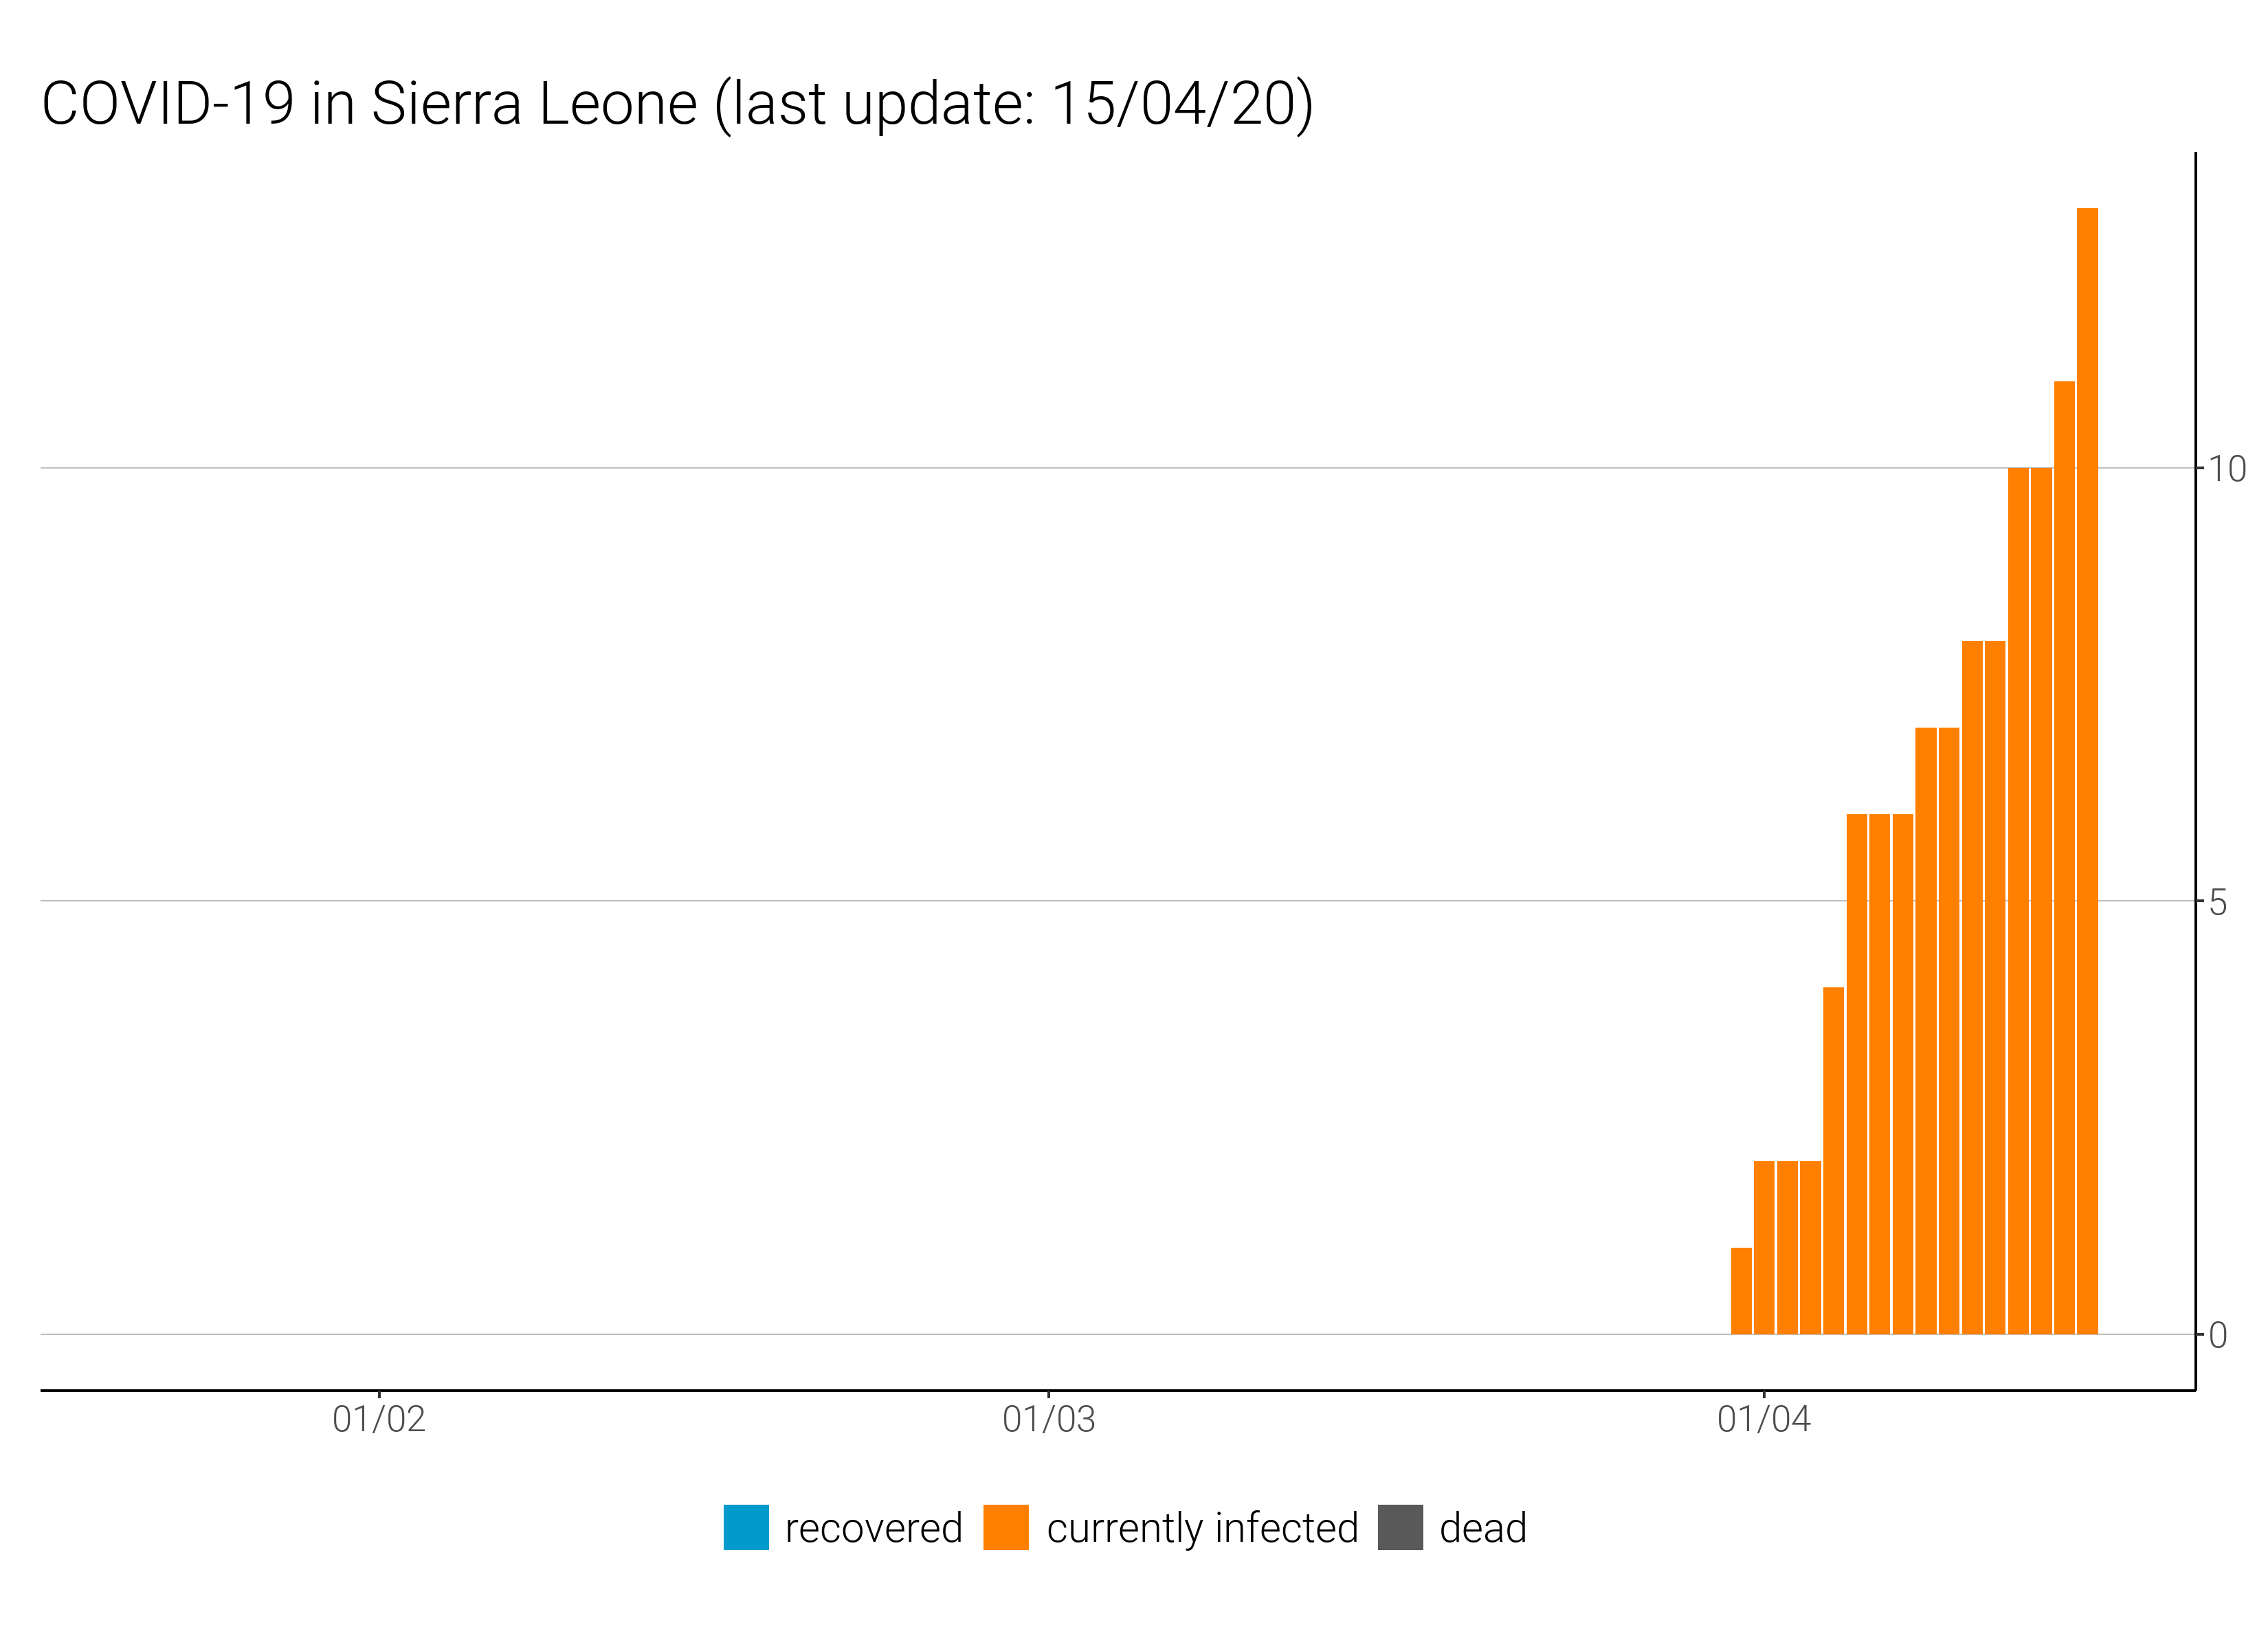 COVID-19 in Sierra Leone (last update: 15/04/20)
10
5
0
01/02 01/03 01/04
recovered currently infected dead